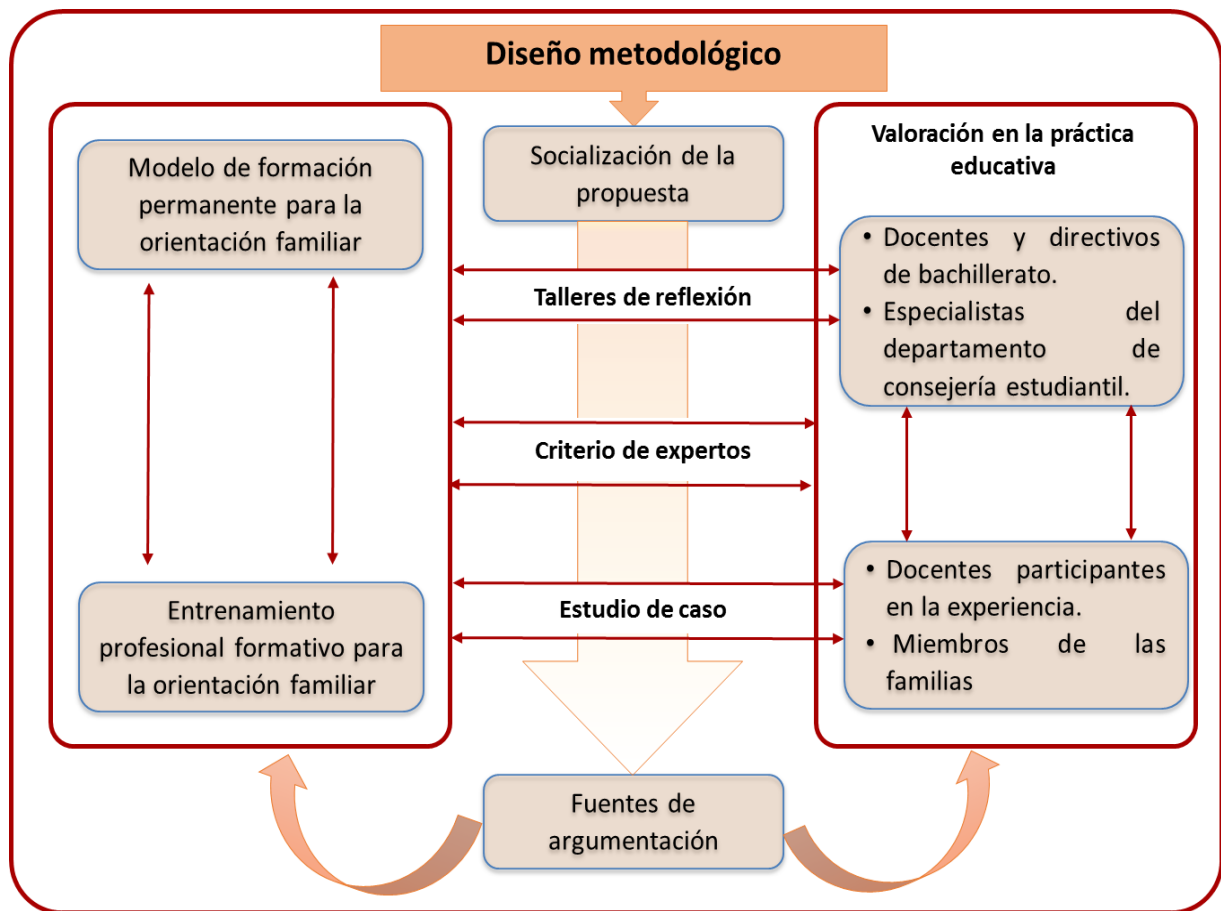 Diseño metodológico
Modelo de formación
permanente para la
orientación familiar
Entrenamiento
profesional formativo para
la orientación familiar
Socialización de la
propuesta
Talleres de reflexión
Criterio de expertos
Estudio de caso
Fuentes de
argumentación
Valoración en la práctica
educativa
• Docentes y directivos
de bachillerato.
• Especialistas del
departamento de
consejería estudiantil.
• Docentes participantes
en la experiencia.
• Miembros de las
familias